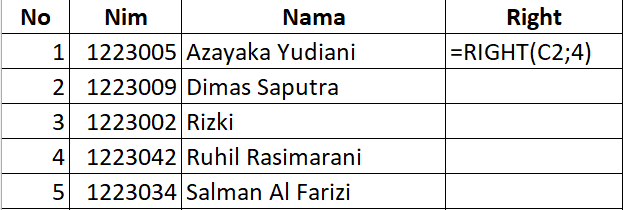 No Nim Nama Right
1 1223005 Azayaka Yudiani =RIGHT(C2;4)
2 1223009 Dimas Saputra
3 1223002 Rizki
4 1223042 Ruhil Rasimarani
5 1223034 Salman Al Farizi